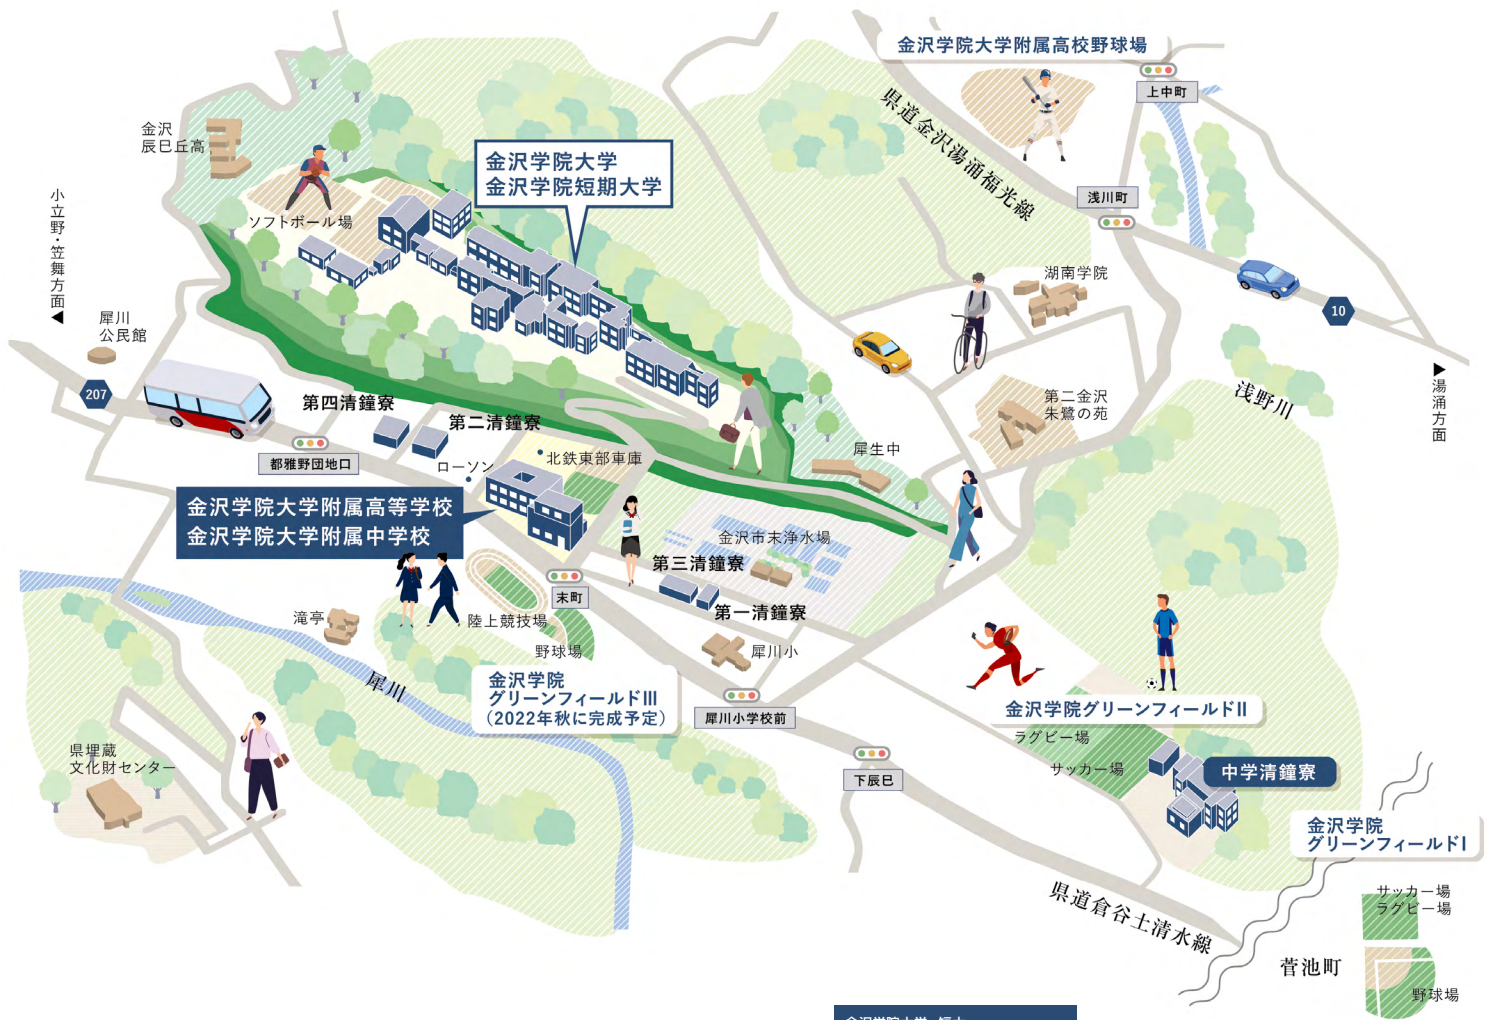 金沢学院大学附属高校野球場
上中町
県道金沢湯涌福光線
浅川町
金沢
辰巳丘高
金沢学院大学
金沢学院短期大学
ソフトボール場
小立野・笠舞方面
犀川
公民館
207
湖南学院
10
湯涌方面
浅野川
第二金沢
朱鷺の苑
第四清鐘寮
第二清鐘寮
都雅野団地口
ローソン
北鉄東部車庫
犀生中
金沢学院大学附属高等学校
金沢学院大学附属中学校
金沢市末浄水場
第三清鐘寮
第一清鐘寮
末町
滝亭
陸上競技場
野球場
犀川小
犀川
金沢学院
グリーンフィールドIII
(2022年秋に完成予定)
犀川小学校前
金沢学院グリーンフィールドII
ラグビー場
サッカー場
中学清鐘寮
県埋蔵
文化財センター
下辰巳
金沢学院
グリーンフィールドI
県道倉谷土清水線
サッカー場
ラグビー場
菅池町
野球場